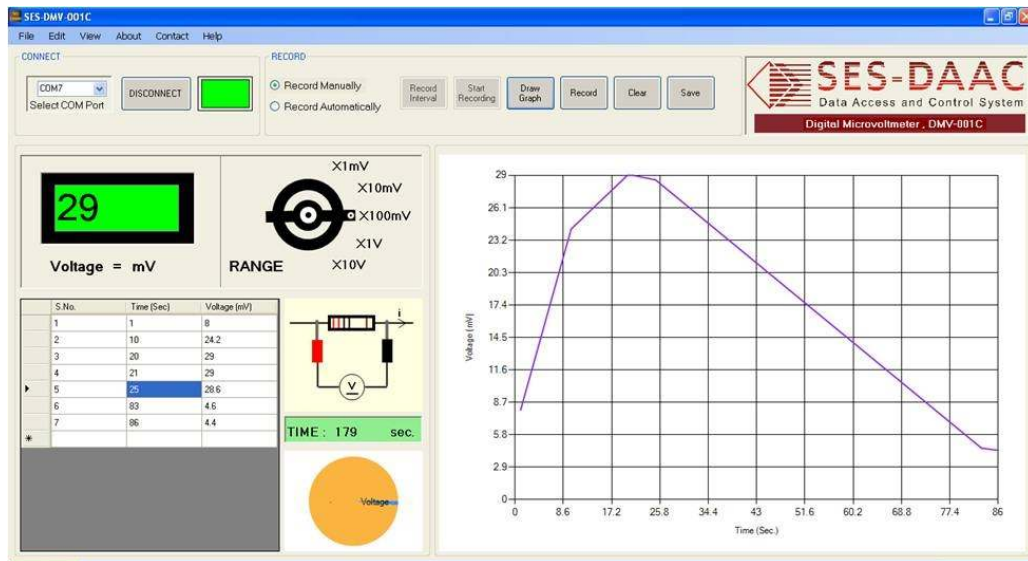 SES-DMV-001C
File Edit View About Contact Help
CONNECT
COM7
Select COM Port
DISCONNECT
RECORD
Record Manually
Record Automatically
Record Interval
Start Recording
Draw Graph
Record
Clear
Save
SES-DAAC
Data Access and Control System
Digital Microvoltmeter , DMV-001C
29
Voltage = mV
X1mV
X10mV
X100mV
X1V
X10V
RANGE
S.No. Time (Sec) Voltage (mV)
1 1 8
2 10 24.2
3 20 29
4 21 29
5 25 28.6
6 83 4.6
7 86 4.4
i
V
TIME : 179 sec.
Voltage
29
26.1
23.2
20.3
17.4
14.5
11.6
8.7
5.8
2.9
0
Voltage (mV)
0 8.6 17.2 25.8 34.4 43 51.6 60.2 68.8 77.4 86
Time (Sec.)